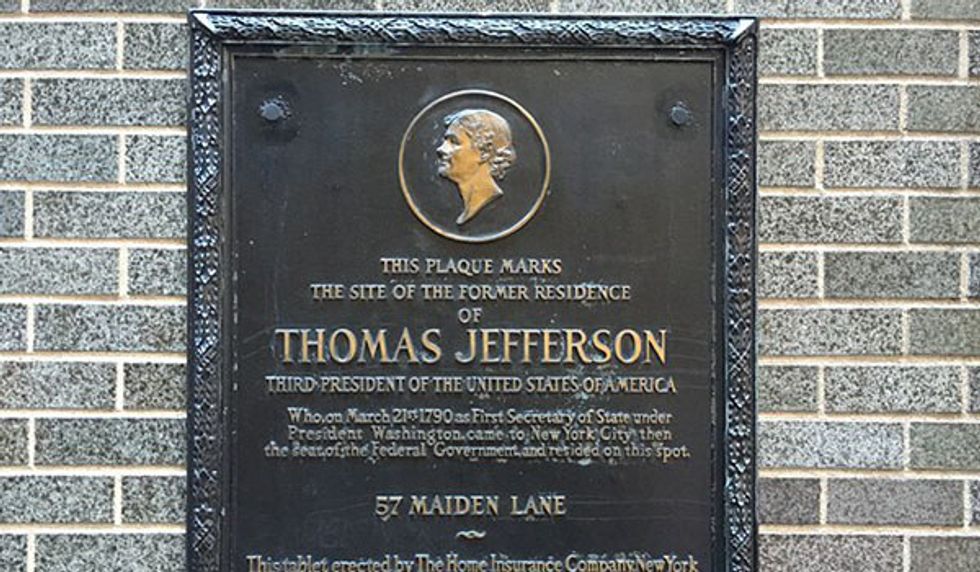 THIS PLAQUE MARKS
THE SITE OF THE FORMER RESIDENCE
OF
THOMAS JEFFERSON
THIRD PRESIDENT OF THE UNITED STATES OF AMERICA
Who, on March 21st 1790 as First Secretary of State under
President Washington, came to New York City, then
the seat of the Federal Government, and resided on this spot.
57 MAIDEN LANE
This tablet erected by The Home Insurance Company, New York